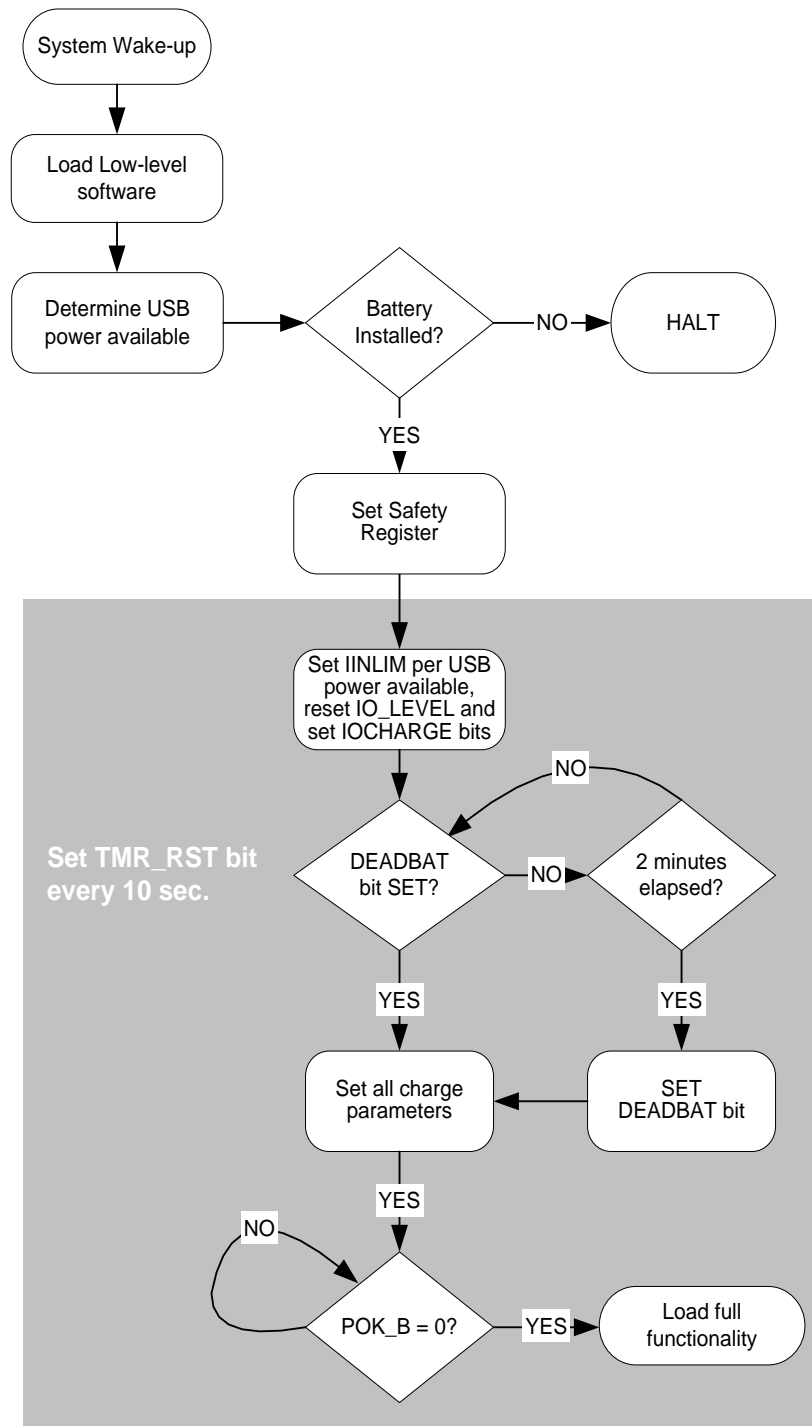 System Wake-up
Load Low-level
software
Determine USB
power available
Battery
Installed?
NO
HALT
YES
Set Safety
Register
Set IINLIM per USB
power available,
reset IO_LEVEL and
set IOCHARGE bits
NO
Set TMR_RST bit
every 10 sec.
DEADBAT
bit SET?
NO
2 minutes
elapsed?
YES
YES
Set all charge
parameters
SET
DEADBAT bit
YES
NO
POK_B = 0?
YES
Load full
functionality